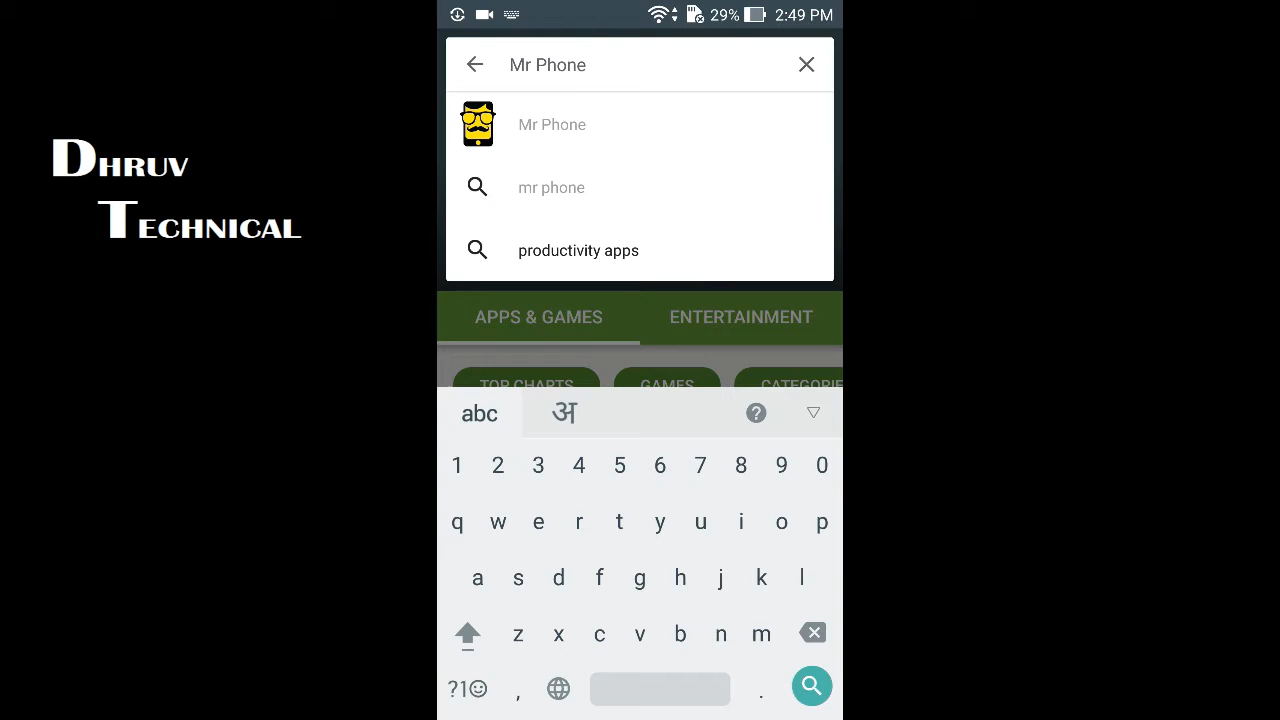 DHRUV
TECHNICAL
29% 2:49 PM
Mr Phone
Mr Phone
mr phone
productivity apps
APPS & GAMES ENTERTAINMENT
TOP CHARTS GAMES CATEGORIE
abc अ ?
1 2 3 4 5 6 7 8 9 0
q w e r t y u i o p
a s d f g h j k l
z x c v b n m
?1☺ , .